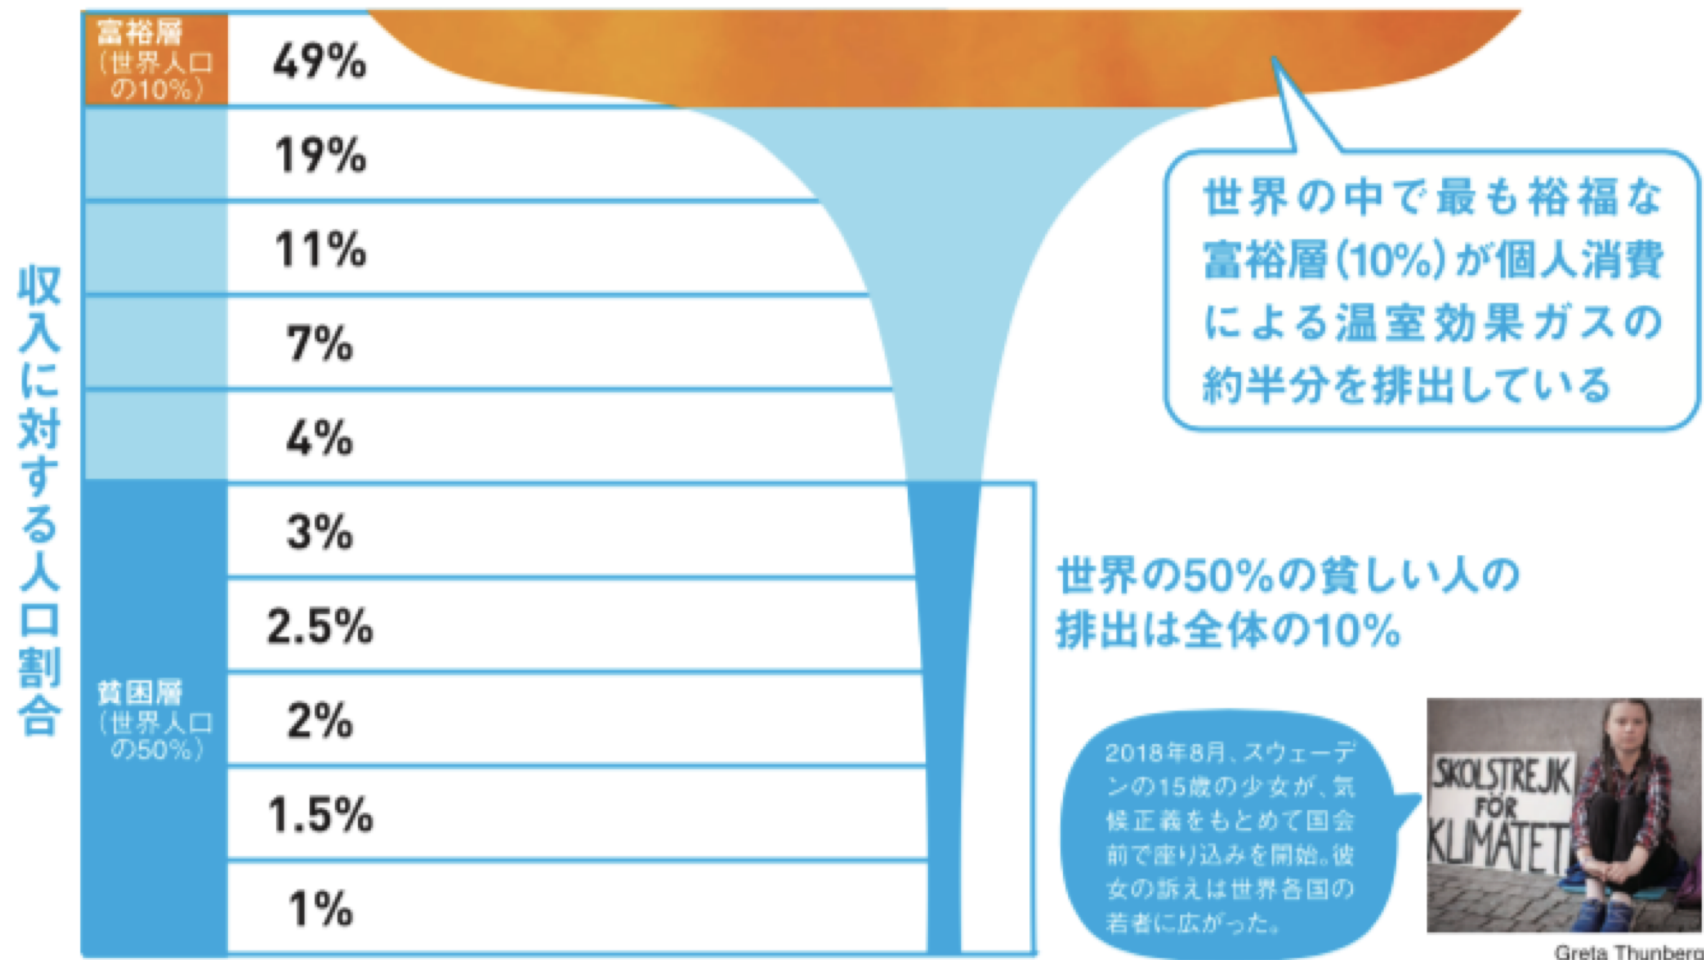 収入に対する人口割合
富裕層
（世界人口
の10%）
49%
19%
11%
7%
4%
3%
2.5%
2%
1.5%
1%
貧困層
（世界人口
の50%）
世界の中で最も裕福な
富裕層（10%）が個人消費
による温室効果ガスの
約半分を排出している
世界の50%の貧しい人の
排出は全体の10%
2018年8月、スウェーデ
ンの15歳の少女が、気
候正義をもとめて国会
前で座り込みを開始。彼
女の訴えは世界各国の
若者に広がった。
SKOLSTREJK
FÖR
KLIMATET
Greta Thunberg